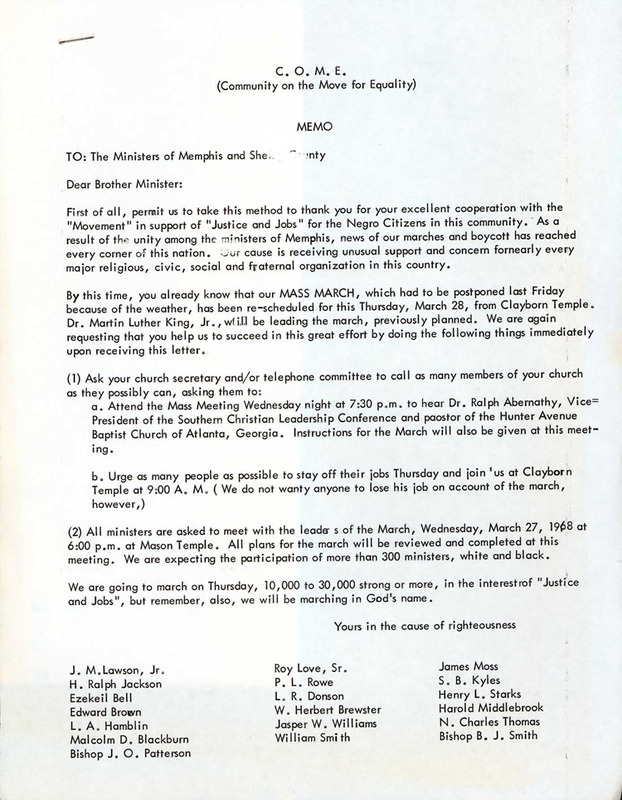 C. O. M. E.
(Community on the Move for Equality)
MEMO
TO: The Ministers of Memphis and She nty
Dear Brother Minister:
First of all, permit us to take this method to thank you for your excellent cooperation with the
"Movement" in support of "Justice and Jobs" for the Negro Citizens in this community. As a
result of the unity among the ministers of Memphis, news of our marches and boycott has reached
every corner of this nation. Our cause is receiving unusual support and concern fornearly every
major religious, civic, social and fraternal organization in this country.
By this time, you already know that our MASS MARCH, which had to be postponed last Friday
because of the weather, has been re-scheduled for this Thursday, March 28, from Clayborn Temple.
Dr. Martin Luther King, Jr., will be leading the march, previously planned. We are again
requesting that you help us to succeed in this great effort by doing the following things immediately
upon receiving this letter.
(1) Ask your church secretary and/or telephone committee to call as many members of your church
as they possibly can, asking them to:
a. Attend the Mass Meeting Wednesday night at 7:30 p.m. to hear Dr. Ralph Abernathy, Vice=
President of the Southern Christian Leadership Conference and paostor of the Hunter Avenue
Baptist Church of Atlanta, Georgia. Instructions for the March will also be given at this meet-
ing.
b. Urge as many people as possible to stay off their jobs Thursday and join 'us at Clayborn
Temple at 9:00 A. M. ( We do not wanty anyone to lose his job on account of the march,
however,)
(2) All ministers are asked to meet with the leade s of the March, Wednesday, March 27, 1968 at
6:00 p.m. at Mason Temple. All plans for the march will be reviewed and completed at this
meeting. We are expecting the participation of more than 300 ministers, white and black.
We are going to march on Thursday, 10,000 to 30,000 strong or more, in the interestrof "Justice
and Jobs", but remember, also, we will be marching in God's name.
Yours in the cause of righteousness
J. M.Lawson, Jr.
H. Ralph Jackson
Ezekeil Bell
Edward Brown
L. A. Hamblin
Malcolm D. Blackburn
Bishop J. O. Patterson
Roy Love, Sr.
P. L. Rowe
L. R. Donson
W. Herbert Brewster
Jasper W. Williams
William Smith
James Moss
S. B. Kyles
Henry L. Starks
Harold Middlebrook
N. Charles Thomas
Bishop B. J. Smith